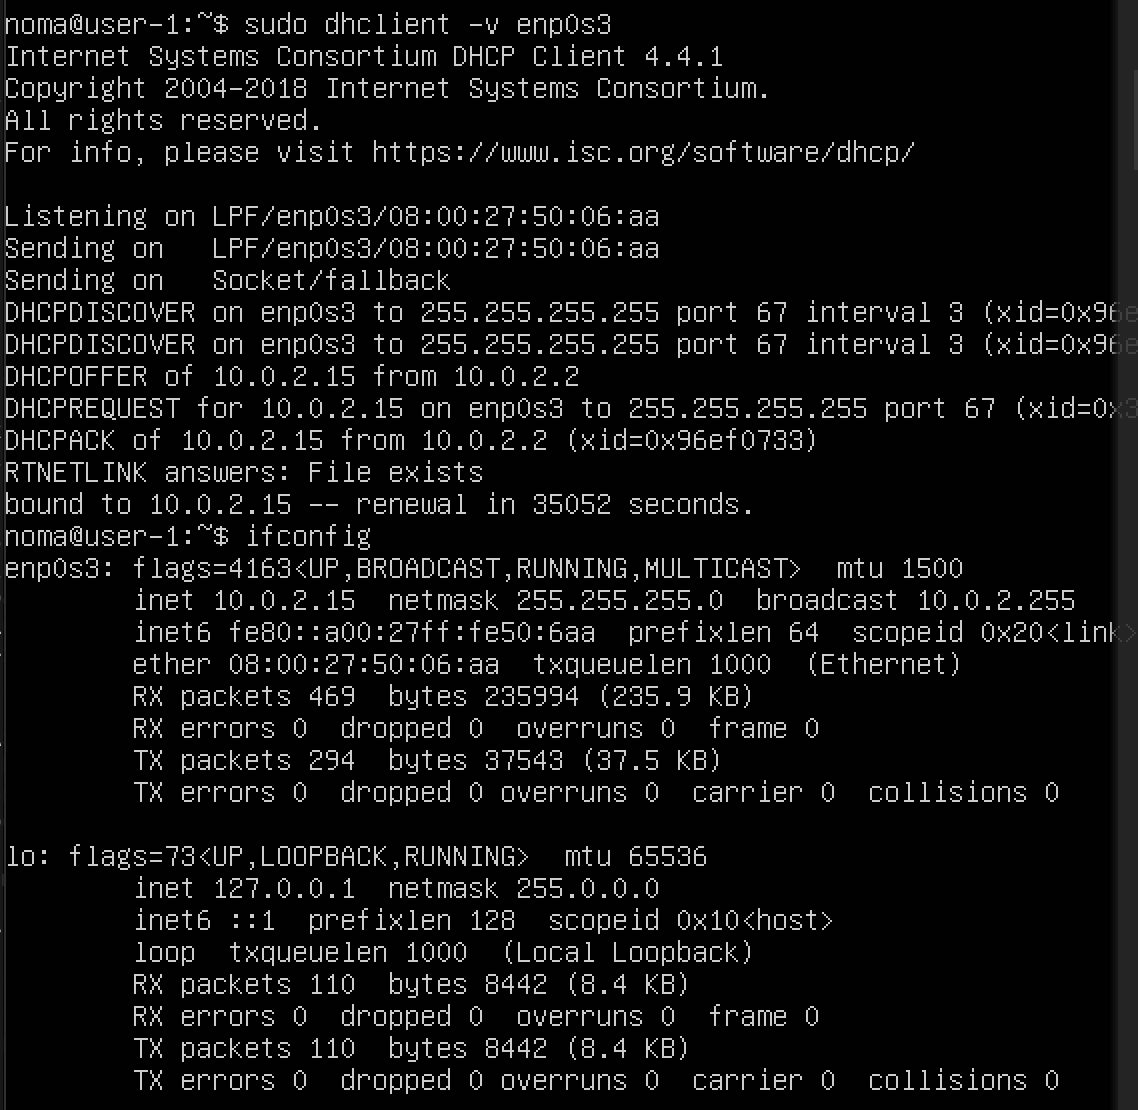 noma@user-1:~$ sudo dhclient -v enp0s3
Internet Systems Consortium DHCP Client 4.4.1
Copyright 2004-2018 Internet Systems Consortium.
All rights reserved.
For info, please visit https://www.isc.org/software/dhcp/
Listening on LPF/enp0s3/08:00:27:50:06:aa
Sending on   LPF/enp0s3/08:00:27:50:06:aa
Sending on   Socket/fallback
DHCPDISCOVER on enp0s3 to 255.255.255.255 port 67 interval 3 (xid=0x96e
DHCPDISCOVER on enp0s3 to 255.255.255.255 port 67 interval 3 (xid=0x96e
DHCPOFFER of 10.0.2.15 from 10.0.2.2
DHCPREQUEST for 10.0.2.15 on enp0s3 to 255.255.255.255 port 67 (xid=0x3
DHCPACK of 10.0.2.15 from 10.0.2.2 (xid=0x96ef0733)
RTNETLINK answers: File exists
bound to 10.0.2.15 -- renewal in 35052 seconds.
noma@user-1:~$ ifconfig
enp0s3: flags=4163<UP,BROADCAST,RUNNING,MULTICAST>  mtu 1500
        inet 10.0.2.15  netmask 255.255.255.0  broadcast 10.0.2.255
        inet6 fe80::a00:27ff:fe50:6aa  prefixlen 64  scopeid 0x20<link>
        ether 08:00:27:50:06:aa  txqueuelen 1000  (Ethernet)
        RX packets 469  bytes 235994 (235.9 KB)
        RX errors 0  dropped 0  overruns 0  frame 0
        TX packets 294  bytes 37543 (37.5 KB)
        TX errors 0  dropped 0 overruns 0  carrier 0  collisions 0
lo: flags=73<UP,LOOPBACK,RUNNING>  mtu 65536
        inet 127.0.0.1  netmask 255.0.0.0
        inet6 ::1  prefixlen 128  scopeid 0x10<host>
        loop  txqueuelen 1000  (Local Loopback)
        RX packets 110  bytes 8442 (8.4 KB)
        RX errors 0  dropped 0  overruns 0  frame 0
        TX packets 110  bytes 8442 (8.4 KB)
        TX errors 0  dropped 0 overruns 0  carrier 0  collisions 0